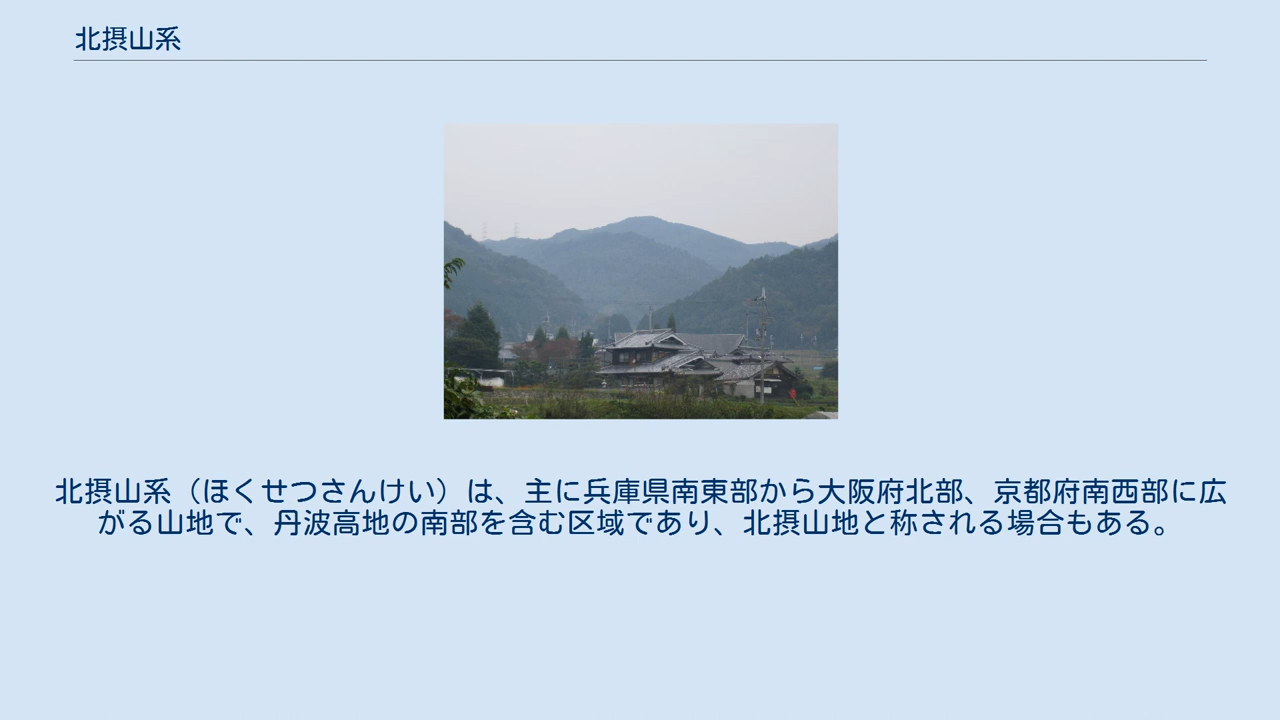 北摂山系
北摂山系（ほくせつさんけい）は、主に兵庫県南東部から大阪府北部、京都府南西部に広
がる山地で、丹波高地の南部を含む区域であり、北摂山地と称される場合もある。